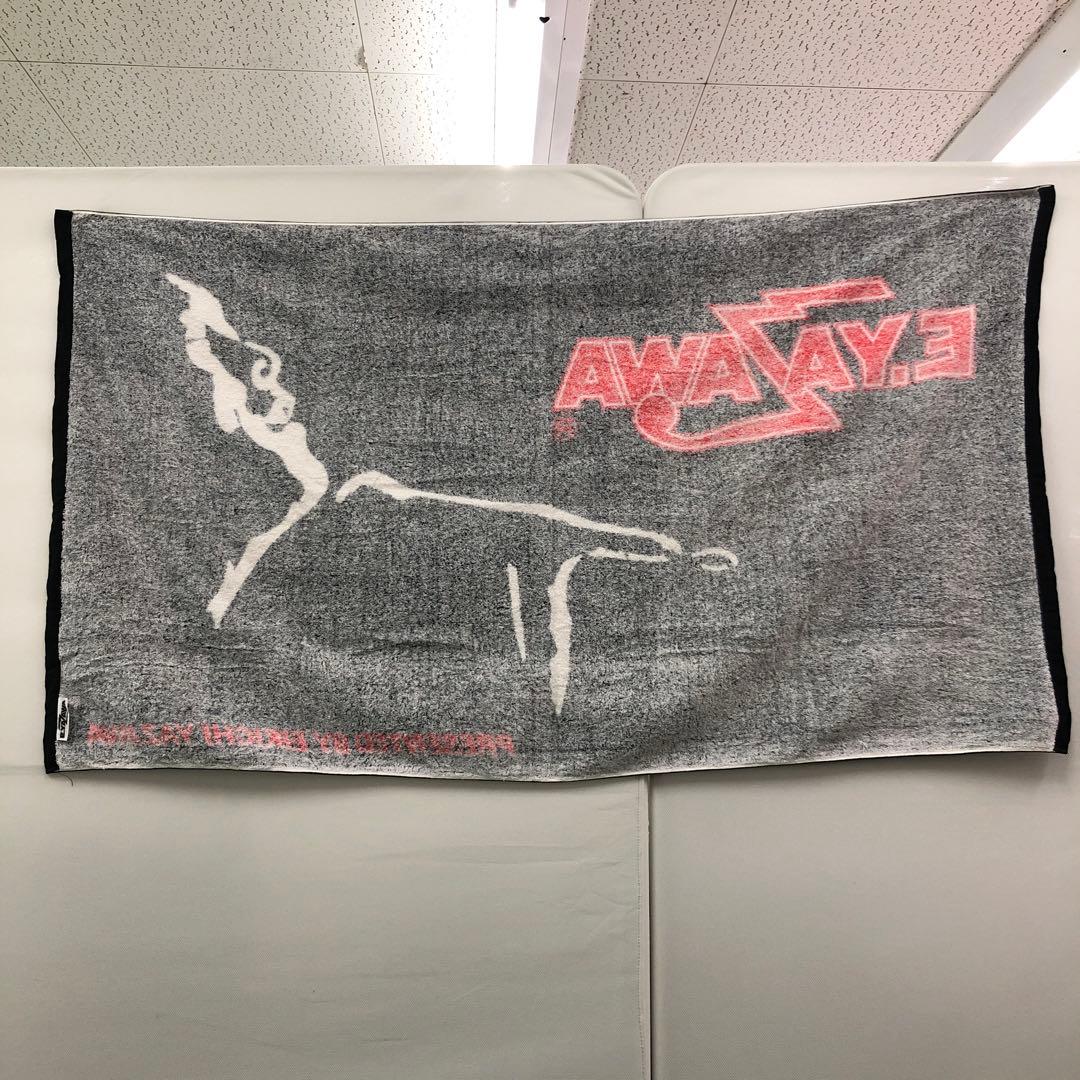 E.YAZAWA
®
PRESENTED BY EIKICHI YAZAWA